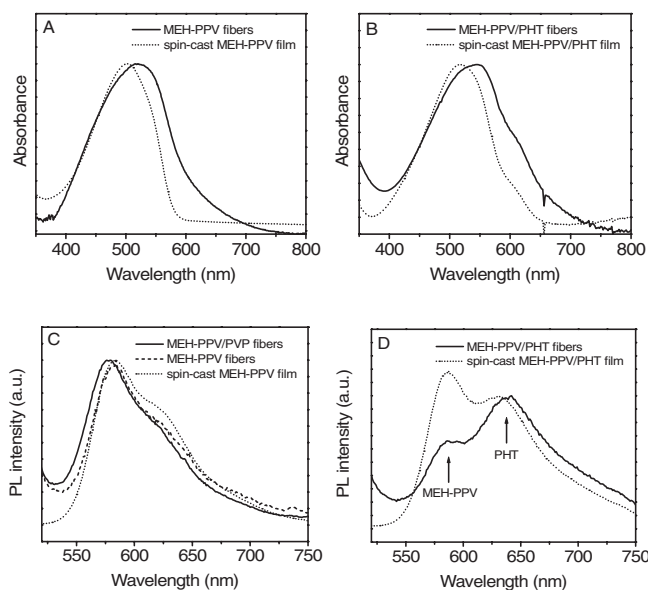 A
MEH-PPV fibers
spin-cast MEH-PPV film
Absorbance
400 500 600 700 800
Wavelength (nm)
B
MEH-PPV/PHT fibers
spin-cast MEH-PPV/PHT film
Absorbance
400 500 600 700 800
Wavelength (nm)
C
MEH-PPV/PVP fibers
MEH-PPV fibers
spin-cast MEH-PPV film
PL intensity (a.u.)
550 600 650 700 750
Wavelength (nm)
D
MEH-PPV/PHT fibers
spin-cast MEH-PPV/PHT film
PHT
MEH-PPV
PL intensity (a.u.)
550 600 650 700 750
Wavelength (nm)